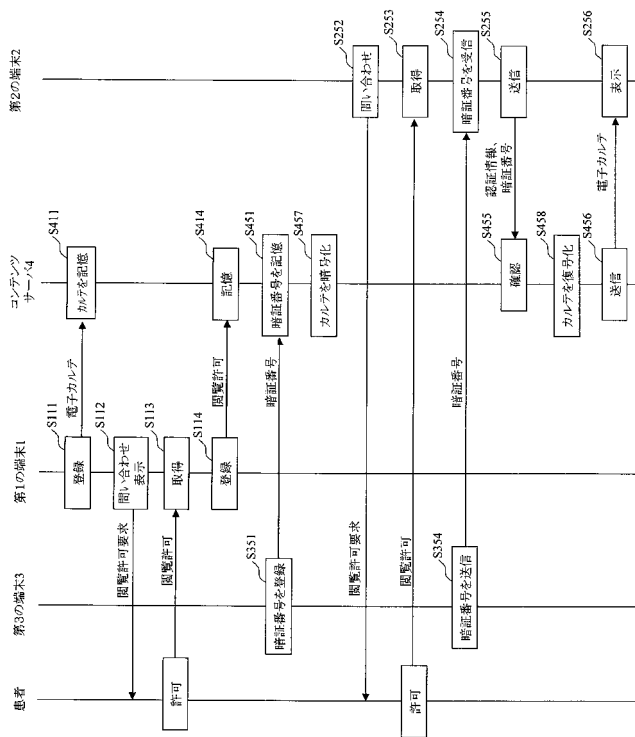 患者
第3の端末3
第1の端末1
コンテンツ
サーバ4
第2の端末2
S111
登録
電子カルテ
S411
カルテを記憶
S112
問い合わせ
表示
閲覧許可要求
許可
閲覧許可
S113
取得
S114
登録
閲覧許可
S414
記憶
S351
暗証番号を登録
暗証番号
S451
暗証番号を記憶
S457
カルテを暗号化
S252
問い合わせ
閲覧許可要求
許可
閲覧許可
S253
取得
S354
暗証番号を送信
暗証番号
S254
暗証番号を受信
S255
送信
認証情報、
暗証番号
S455
確認
S458
カルテを復号化
S456
送信
電子カルテ
S256
表示